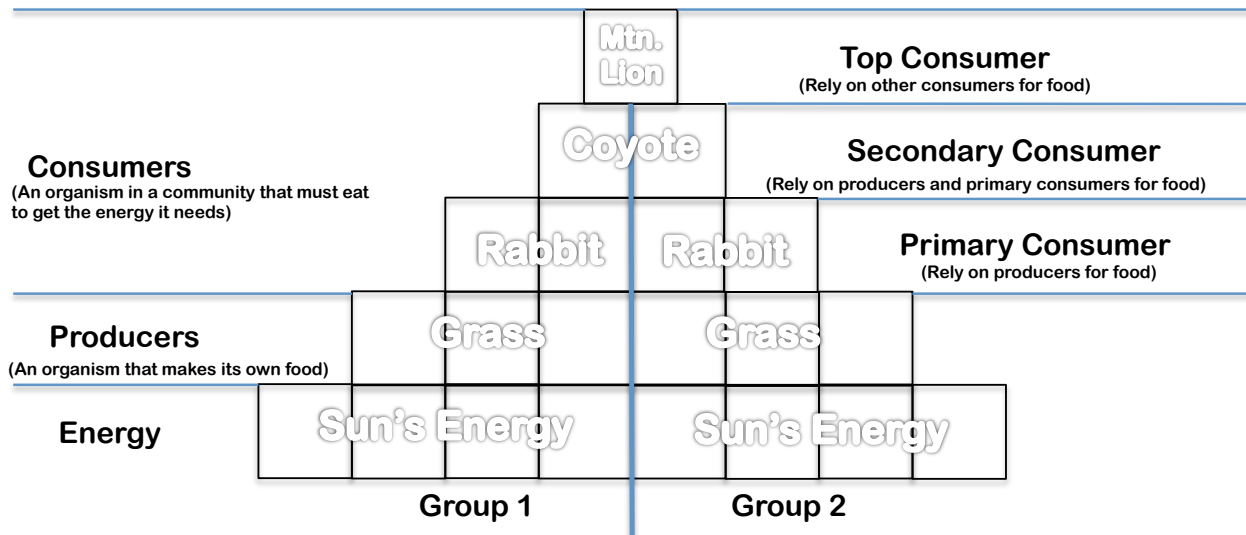 Mtn.
Lion
Top Consumer
(Rely on other consumers for food)
Coyote
Secondary Consumer
(Rely on producers and primary consumers for food)
Consumers
(An organism in a community that must eat
to get the energy it needs)
Rabbit Rabbit
Primary Consumer
(Rely on producers for food)
Producers
(An organism that makes its own food)
Grass Grass
Energy
Sun's Energy Sun's Energy
Group 1 Group 2